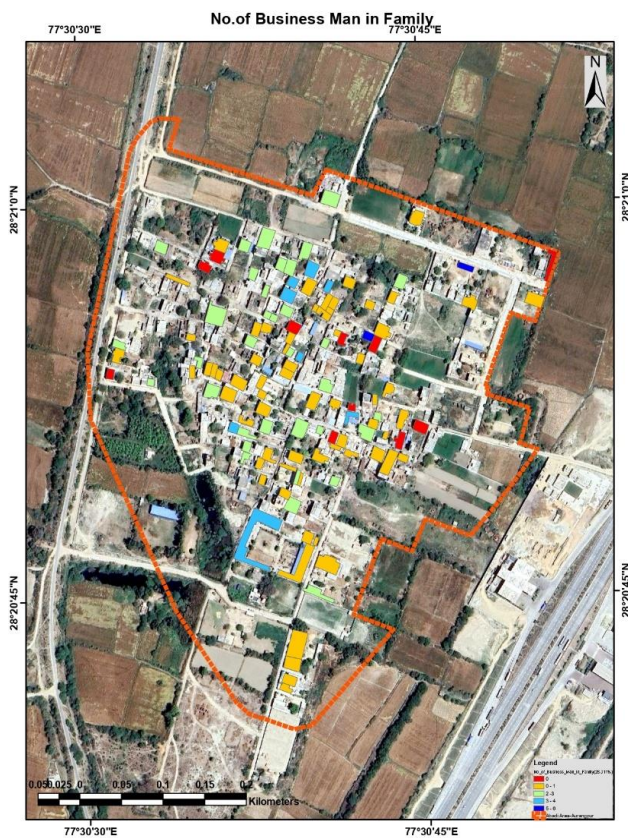 No.of Business Man in Family
77°30'30"E 77°30'45"E
N
28°21'0"N 28°21'0"N
28°20'45"N 28°20'45"N
Legend
0
0 - 1
2-3
3 - 4
5 - 6
0.050.025 0 0.05 0.1 0.15 0.2
Kilometers
77°30'30"E 77°30'45"E